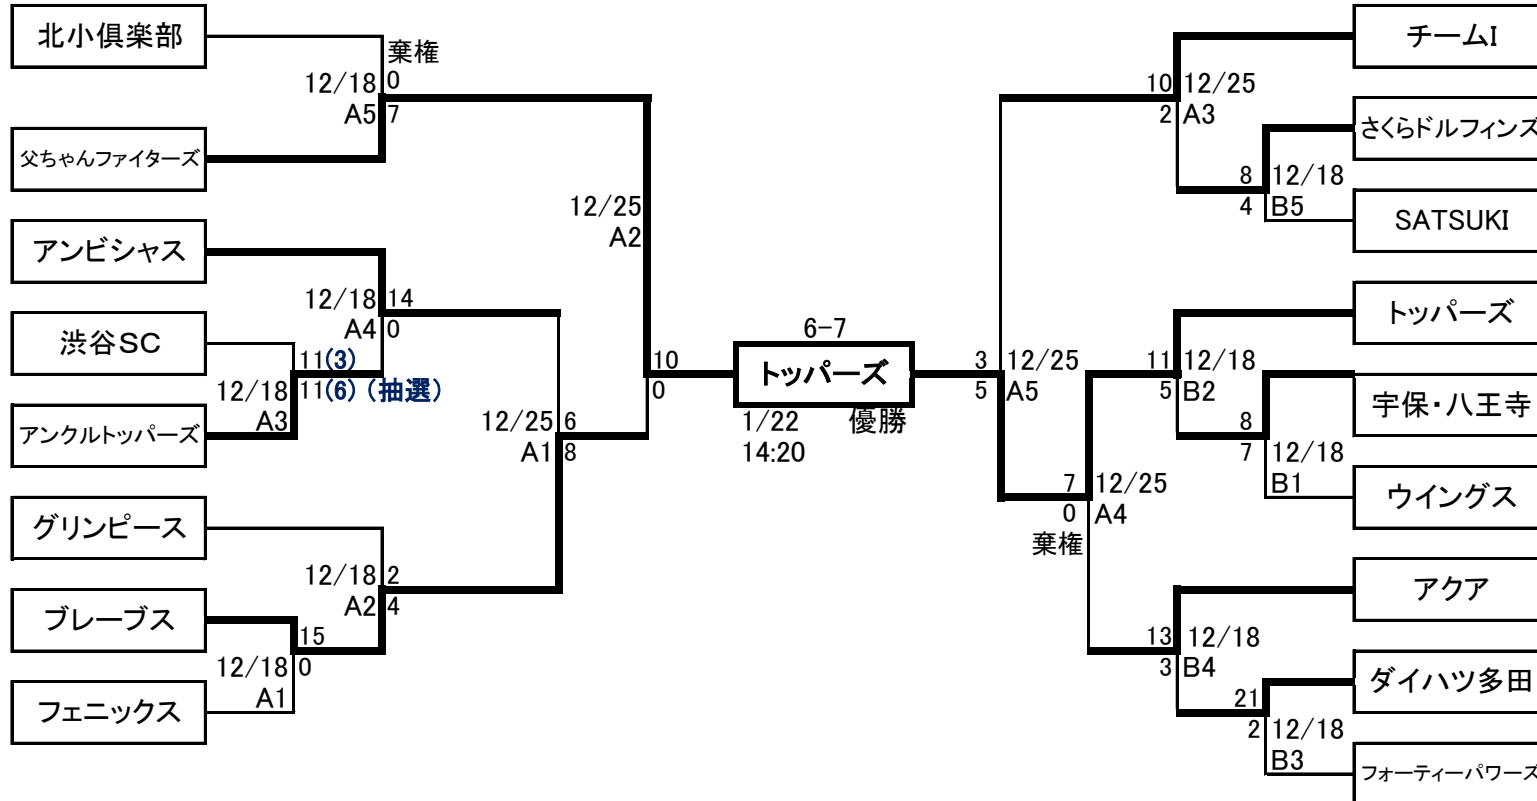 北小倶楽部
棄権
12/18 0
A5 7
父ちゃんファイターズ
アンビシャス
12/18 14
A4 0
渋谷SC
11(3)
11(6)(抽選)
12/18
A3
アンクルトッパーズ
グリンピース
12/18 2
A2 4
ブレーブス
15
12/18 0
A1
フェニックス
12/25
A2
12/25 6
A1 8
10
0
6-7
トッパーズ
1/22 優勝
14:20
チームI
10 12/25
2 A3
さくらドルフィンズ
8 12/18
4 B5
SATSUKI
3 12/25
5 A5
トッパーズ
11 12/18
5 B2
宇保・八王寺
8
7 12/18
B1
ウイングス
7 12/25
0 A4
棄権
アクア
13 12/18
3 B4
ダイハツ多田
21
2 12/18
B3
フォーティーパワーズ